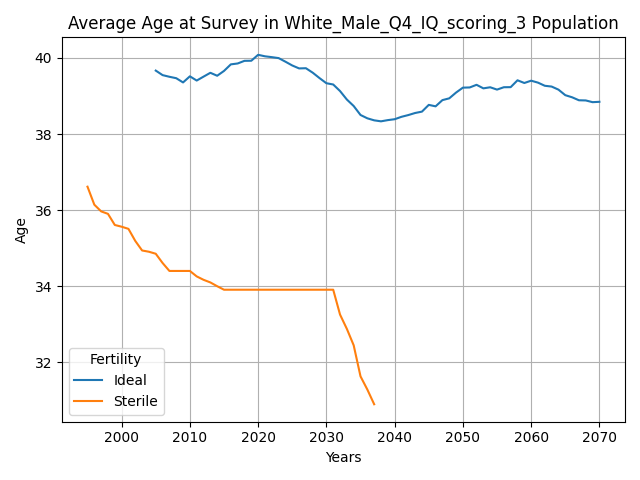 Average Age at Survey in White_Male_Q4_IQ_scoring_3 Population
40
38
36
34
32
Age
Fertility
Ideal
Sterile
2000 2010 2020 2030 2040 2050 2060 2070
Years